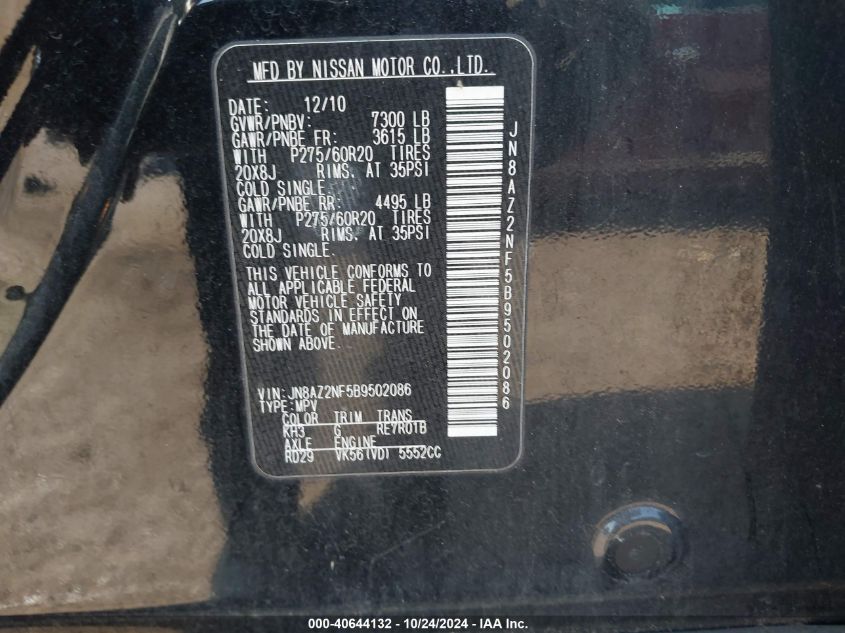 MFD BY NISSAN MOTOR CO.,LTD.
DATE: 12/10
GVWR/PNBV: 7300 LB
GAWR/PNBE FR: 3615 LB
WITH P275/60R20 TIRES
20X8J RIMS, AT 35PSI
COLD SINGLE.
GAWR/PNBE RR: 4495 LB
WITH P275/60R20 TIRES
20X8J RIMS, AT 35PSI
COLD SINGLE.
THIS VEHICLE CONFORMS TO
ALL APPLICABLE FEDERAL
MOTOR VEHICLE SAFETY
STANDARDS IN EFFECT ON
THE DATE OF MANUFACTURE
SHOWN ABOVE.
VIN: JN8AZ2NF5B9502086
TYPE: MPV
COLOR TRIM TRANS
KH3 G RE7R01B
AXLE ENGINE
RD29 VK56(VD) 5552CC
JN8AZ2NF5B9502086
000-40644132 - 10/24/2024 - IAA Inc.